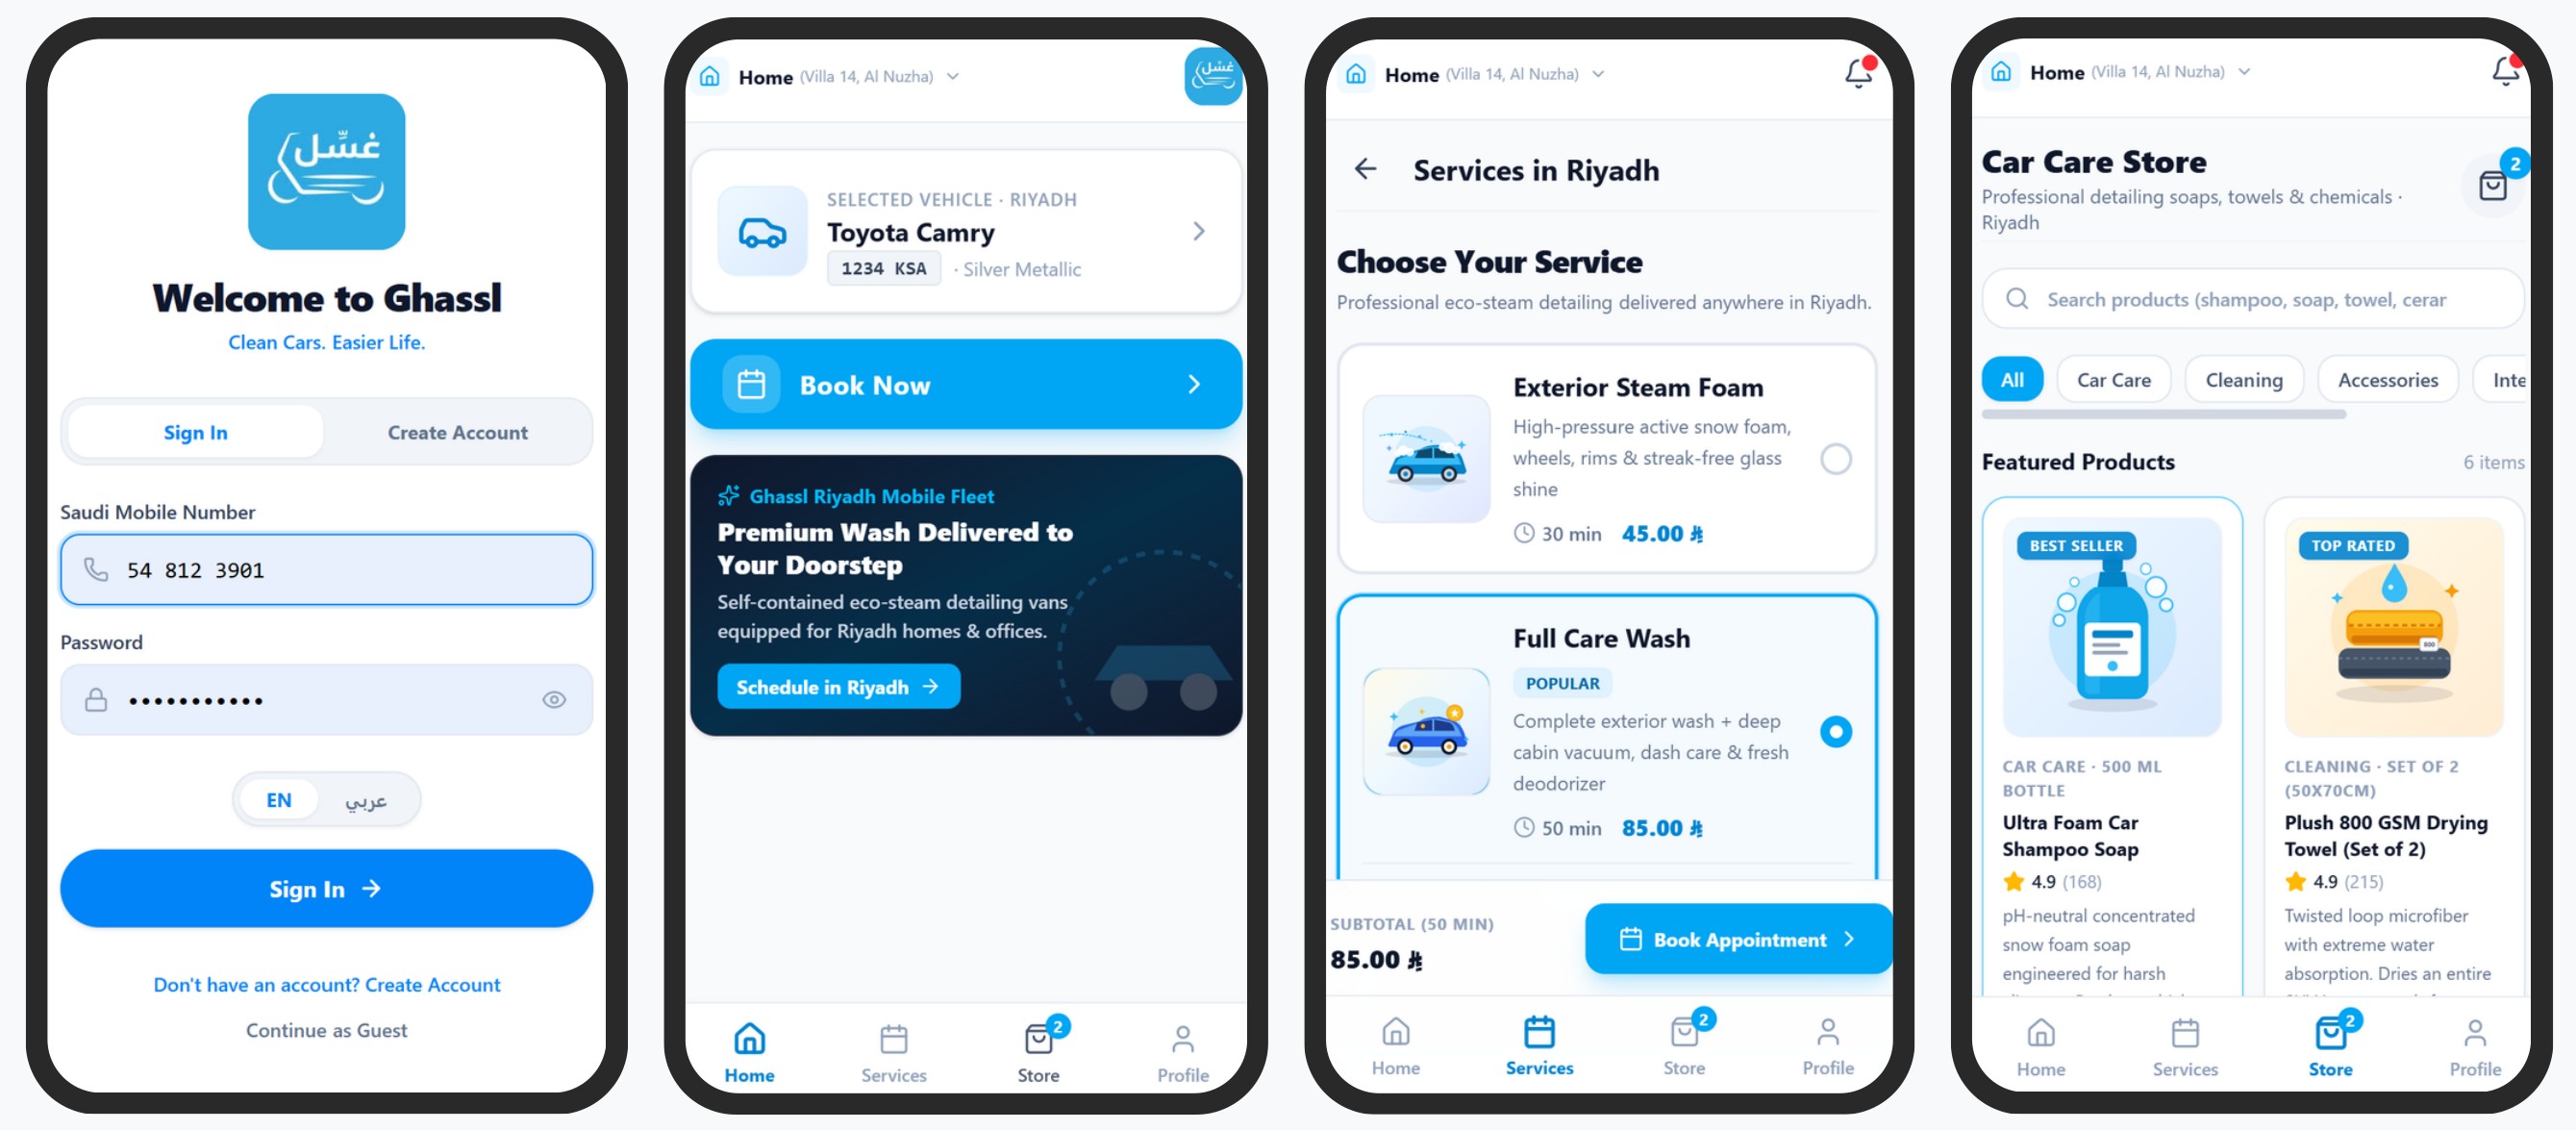 غسّل
Welcome to Ghassl
Clean Cars. Easier Life.
Sign In
Create Account
Saudi Mobile Number
54 812 3901
Password
•••••••••••
EN
عربي
Sign In
Don't have an account? Create Account
Continue as Guest
Home (Villa 14, Al Nuzha)
غسّل
SELECTED VEHICLE · RIYADH
Toyota Camry
1234 KSA · Silver Metallic
Book Now
Ghassl Riyadh Mobile Fleet
Premium Wash Delivered to
Your Doorstep
Self-contained eco-steam detailing vans
equipped for Riyadh homes & offices.
Schedule in Riyadh
2
Home
Services
Store
Profile
Home (Villa 14, Al Nuzha)
Services in Riyadh
Choose Your Service
Professional eco-steam detailing delivered anywhere in Riyadh.
Exterior Steam Foam
High-pressure active snow foam,
wheels, rims & streak-free glass
shine
30 min 45.00 ⃁
Full Care Wash
POPULAR
Complete exterior wash + deep
cabin vacuum, dash care & fresh
deodorizer
50 min 85.00 ⃁
SUBTOTAL (50 MIN)
85.00 ⃁
Book Appointment
2
Home
Services
Store
Profile
Home (Villa 14, Al Nuzha)
Car Care Store
2
Professional detailing soaps, towels & chemicals ·
Riyadh
Search products (shampoo, soap, towel, cerar
All
Car Care
Cleaning
Accessories
Inte
Featured Products
6 items
BEST SELLER
CAR CARE · 500 ML
BOTTLE
Ultra Foam Car
Shampoo Soap
4.9 (168)
pH-neutral concentrated
snow foam soap
engineered for harsh
TOP RATED
800
CLEANING · SET OF 2
(50X70CM)
Plush 800 GSM Drying
Towel (Set of 2)
4.9 (215)
Twisted loop microfiber
with extreme water
absorption. Dries an entire
2
Home
Services
Store
Profile